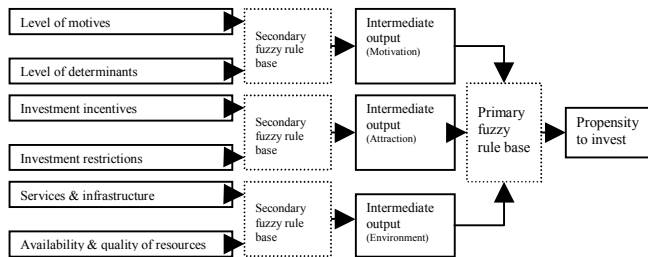 Level of motives
Level of determinants
Secondary
fuzzy rule
base
Intermediate
output
(Motivation)
Investment incentives
Investment restrictions
Secondary
fuzzy rule
base
Intermediate
output
(Attraction)
Services & infrastructure
Availability & quality of resources
Secondary
fuzzy rule
base
Intermediate
output
(Environment)
Primary
fuzzy
rule base
Propensity
to invest